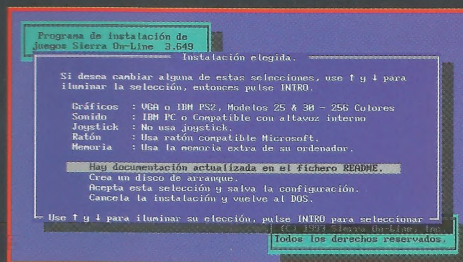 Programa de instalación de
Juegos Sierra On-Line 3.649
Instalación elegida.
Si desea cambiar alguna de estas selecciones, use ↑ y ↓ para
iluminar la selección, entonces pulse INTRO.
Gráficos : VGA o IBM PS2, Modelos 25 & 30 - 256 Colores
Sonido : IBM PC o Compatible con altavoz interno
Joystick : No usa joystick.
Ratón : Usa ratón compatible Microsoft.
Memoria : Usa la memoria extra de su ordenador.
Hay documentación actualizada en el fichero README.
Crea un disco de arranque.
Acepta esta selección y salva la configuración.
Cancela la instalación y vuelve al DOS.
Use ↑ y ↓ para iluminar su elección, pulse INTRO para seleccionar
(C) 1993 Sierra On-Line, Inc.
Todos los derechos reservados.